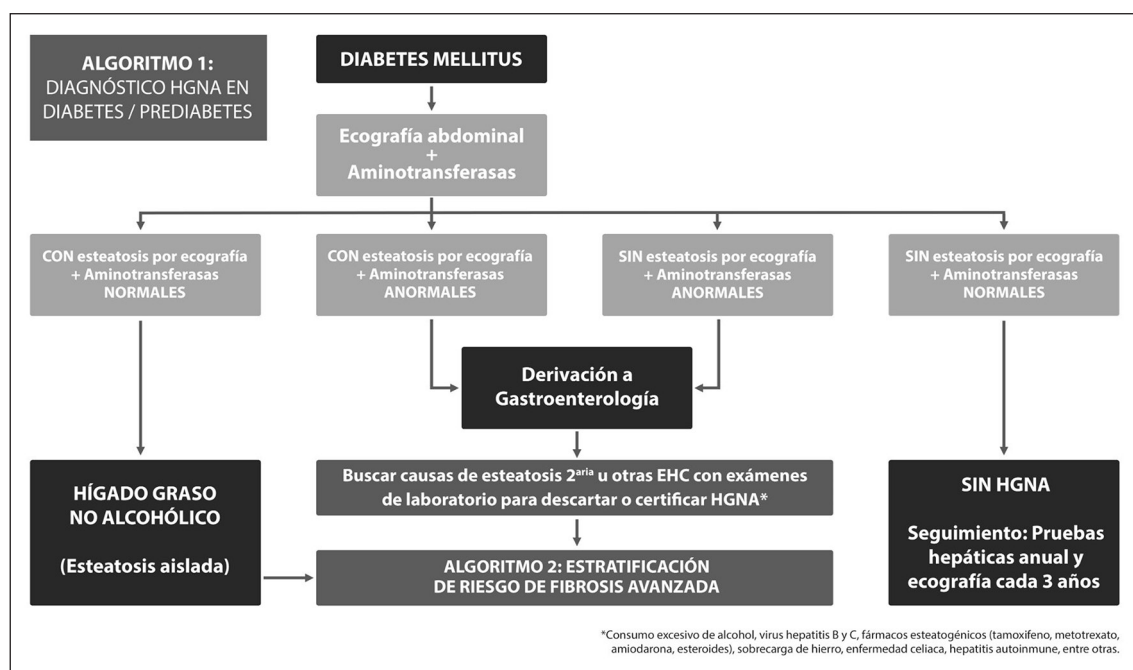 ALGORITMO 1:
DIAGNÓSTICO HGNA EN
DIABETES / PREDIABETES
DIABETES MELLITUS
Ecografía abdominal
+
Aminotransferasas
CON esteatosis por ecografía
+ Aminotransferasas
NORMALES
CON esteatosis por ecografía
+ Aminotransferasas
ANORMALES
SIN esteatosis por ecografía
+ Aminotransferasas
ANORMALES
SIN esteatosis por ecografía
+ Aminotransferasas
NORMALES
Derivación a
Gastroenterología
Buscar causas de esteatosis 2ᵃʳⁱᵃ u otras EHC con exámenes
de laboratorio para descartar o certificar HGNA*
HÍGADO GRASO
NO ALCOHÓLICO
(Esteatosis aislada)
ALGORITMO 2: ESTRATIFICACIÓN
DE RIESGO DE FIBROSIS AVANZADA
SIN HGNA
Seguimiento: Pruebas
hepáticas anual y
ecografía cada 3 años
*Consumo excesivo de alcohol, virus hepatitis B y C, fármacos esteatogénicos (tamoxifeno, metotrexato,
amiodarona, esteroides), sobrecarga de hierro, enfermedad celiaca, hepatitis autoinmune, entre otras.